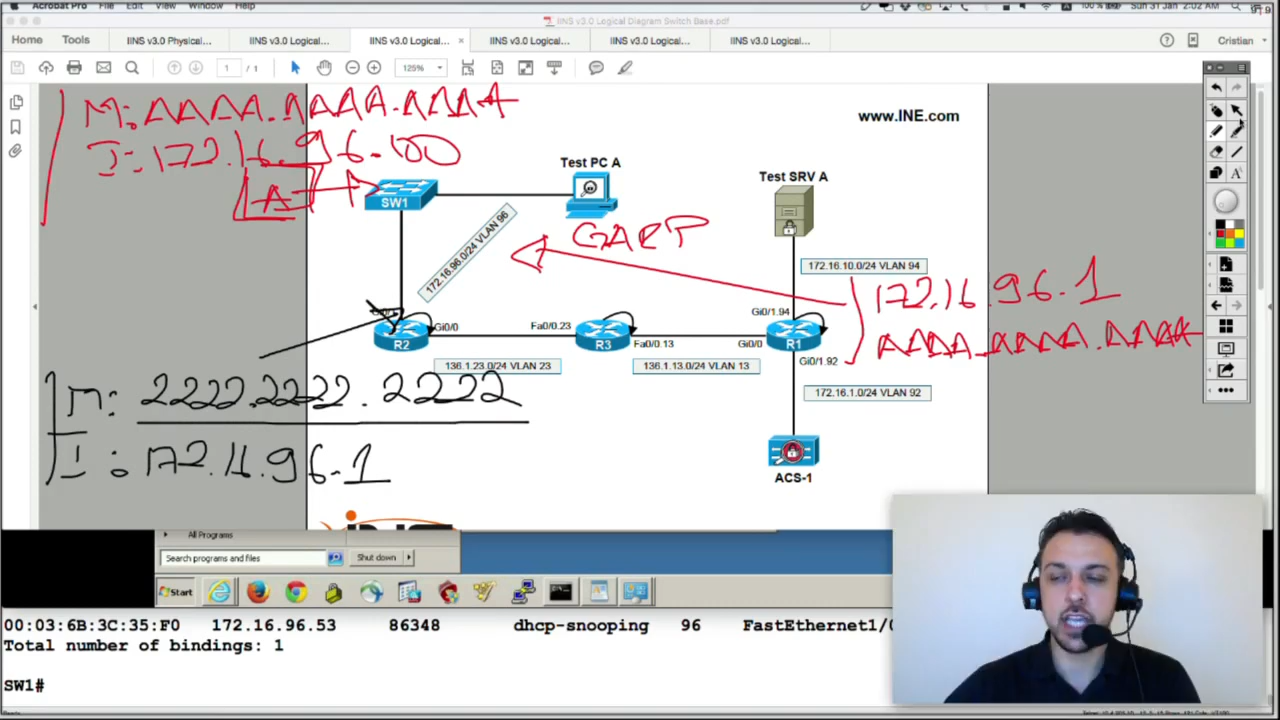 Acrobat Pro File Edit View Window Help
100 % Sun 31 Jan 2:02 AM
IINS v3.0 Logical Diagram Switch Base.pdf
Home Tools IINS v3.0 Physical... IINS v3.0 Logical... IINS v3.0 Logical... × IINS v3.0 Logical... IINS v3.0 Logical... IINS v3.0 Logical... Cristian
1 / 1 125%
M: AAAA.AAAA.AAAA
www.INE.com
I: 172.16.96.100
Test PC A
Test SRV A
A
SW1
GARP
172.16.96.0/24 VLAN 96
172.16.10.0/24 VLAN 94
172.16.96.1
Gi0/1.94
Gi0/0
Fa0/0.23
R2
R3
R1
AAAA.AAAA.AAAA
Fa0/0.13
Gi0/0
Gi0/1.92
136.1.23.0/24 VLAN 23
136.1.13.0/24 VLAN 13
M: 2222.2222.2222
172.16.1.0/24 VLAN 92
I: 172.16.96.1
ACS-1
All Programs
Search programs and files
Shut down
Start
00:03:6B:3C:35:F0 172.16.96.53 86348 dhcp-snooping 96 FastEthernet1/0
Total number of bindings: 1
SW1#